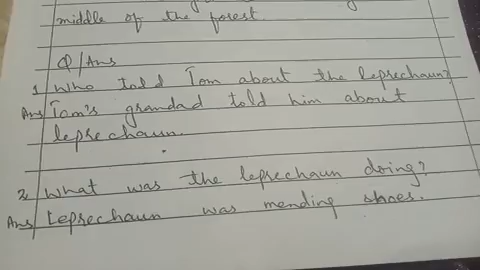 middle of the forest.
Q/Ans
1 Who told Tom about the leprechaun?
Ans Tom's grandad told him about
leprechaun.
2 What was the leprechaun doing?
Ans Leprechaun was mending shoes.